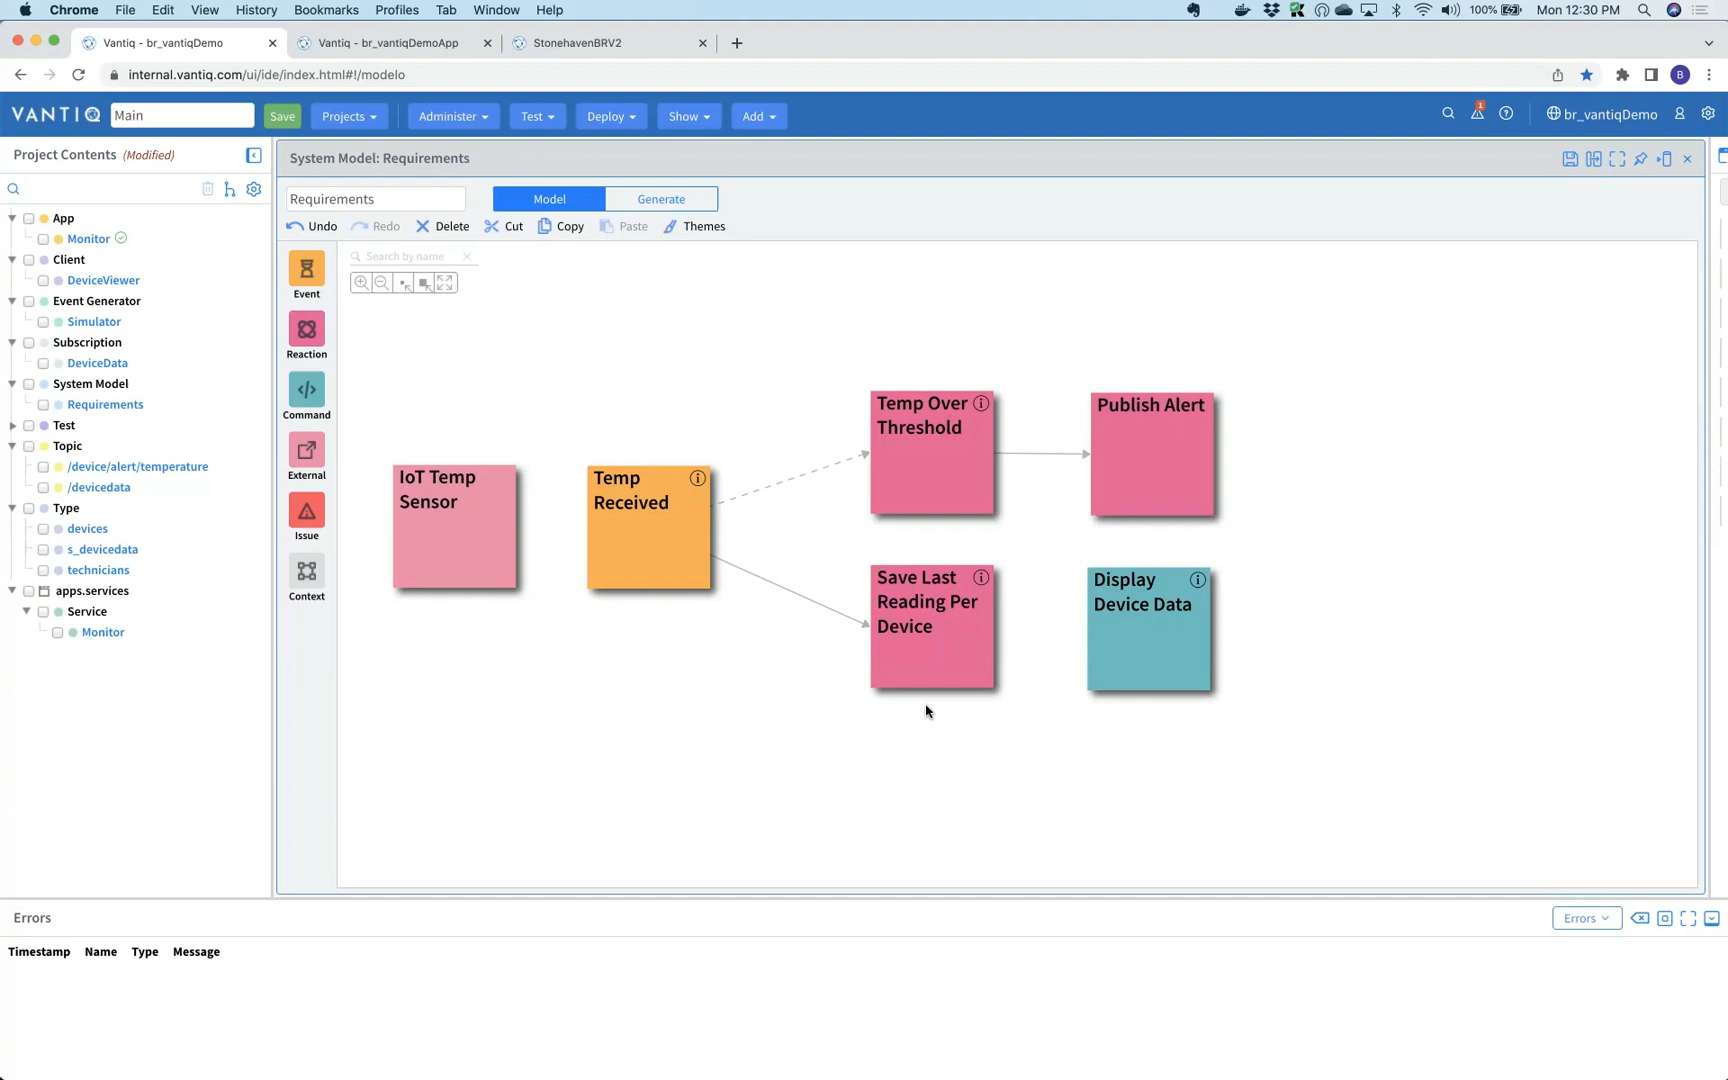 Chrome File Edit View History Bookmarks Profiles Tab Window Help 100% Mon 12:30 PM
Vantiq - br_vantiqDemo Vantiq - br_vantiqDemoApp StonehavenBRV2
internal.vantiq.com/ui/ide/index.html#!/modelo B
VANTIQ Main Save Projects Administer Test Deploy Show Add 1 br_vantiqDemo
Project Contents (Modified)
App
Monitor
Client
DeviceViewer
Event Generator
Simulator
Subscription
DeviceData
System Model
Requirements
Test
Topic
/device/alert/temperature
/devicedata
Type
devices
s_devicedata
technicians
apps.services
Service
Monitor
System Model: Requirements
Requirements Model Generate
Undo Redo Delete Cut Copy Paste Themes
Search by name
Event
Reaction
Command
External
Issue
Context
IoT Temp
Sensor
Temp
Received
Temp Over
Threshold
Publish Alert
Save Last
Reading Per
Device
Display
Device Data
Errors Errors
Timestamp Name Type Message